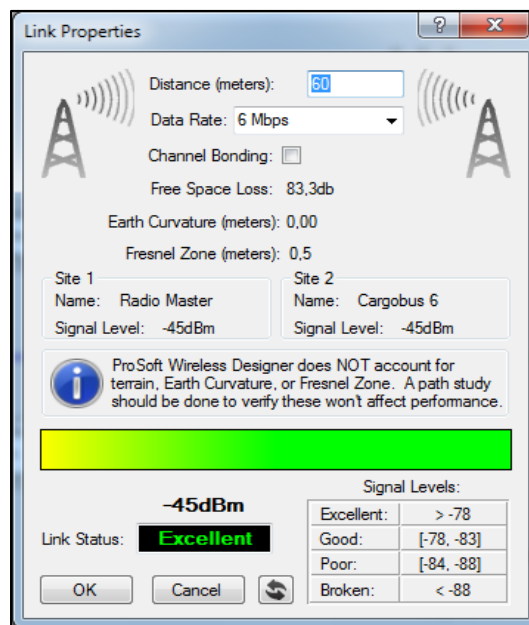 Link Properties
Distance (meters): 60
Data Rate: 6 Mbps
Channel Bonding:
Free Space Loss: 83,3db
Earth Curvature (meters): 0,00
Fresnel Zone (meters): 0,5
Site 1
Name: Radio Master
Signal Level: -45dBm
Site 2
Name: Cargobus 6
Signal Level: -45dBm
ProSoft Wireless Designer does NOT account for
terrain, Earth Curvature, or Fresnel Zone. A path study
should be done to verify these won't affect performance.
-45dBm
Link Status: Excellent
Signal Levels:
Excellent: > -78
Good: [-78, -83]
Poor: [-84, -88]
Broken: < -88
OK
Cancel